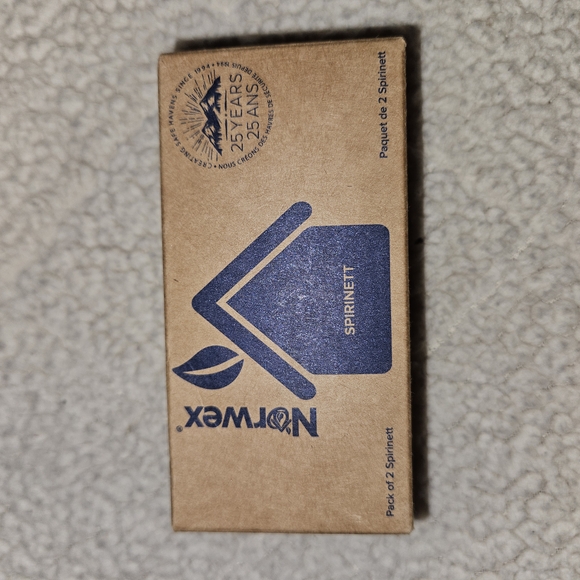 CREATING SAFE HAVENS SINCE 1994 • NOUS CRÉONS DES HAVRES DE SÉCURITÉ DEPUIS 1994 •
25 YEARS
25 ANS
Paquet de 2 Spirinett
SPIRINETT
Norwex®
Pack of 2 Spirinett